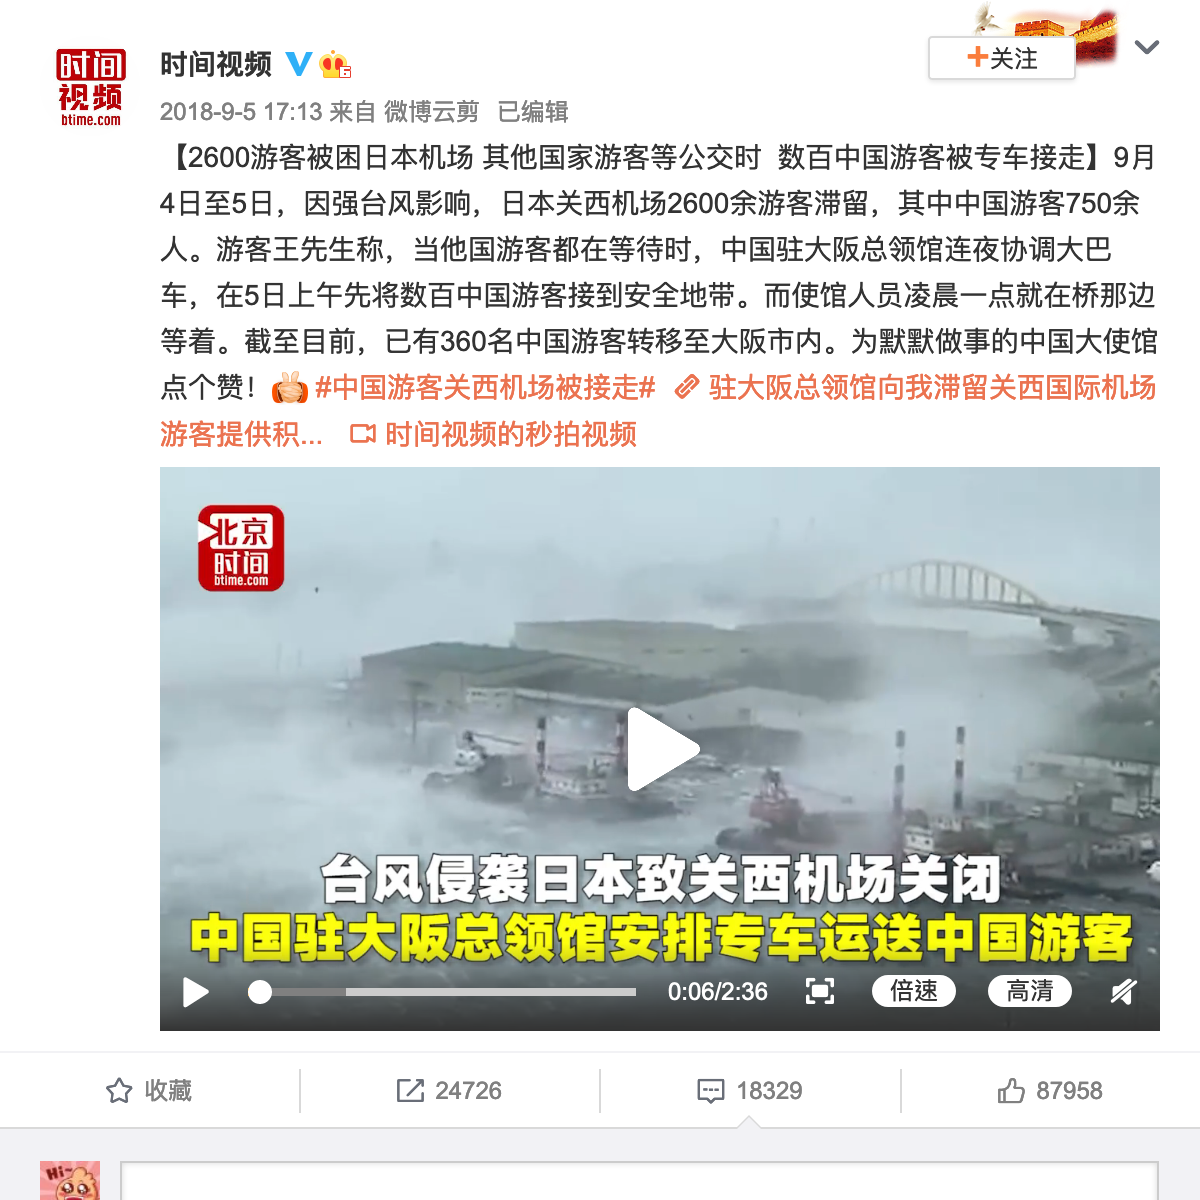 时间
视频
btime.com
时间视频
6
+关注
2018-9-5 17:13 来自 微博云剪 已编辑
【2600游客被困日本机场 其他国家游客等公交时 数百中国游客被专车接走】9月
4日至5日，因强台风影响，日本关西机场2600余游客滞留，其中中国游客750余
人。游客王先生称，当他国游客都在等待时，中国驻大阪总领馆连夜协调大巴
车，在5日上午先将数百中国游客接到安全地带。而使馆人员凌晨一点就在桥那边
等着。截至目前，已有360名中国游客转移至大阪市内。为默默做事的中国大使馆
点个赞！#中国游客关西机场被接走# 驻大阪总领馆向我滞留关西国际机场
游客提供积... 时间视频的秒拍视频
北京
时间
btime.com
台风侵袭日本致关西机场关闭
中国驻大阪总领馆安排专车运送中国游客
0:06/2:36 倍速 高清
收藏 24726 18329 87958
Hi~